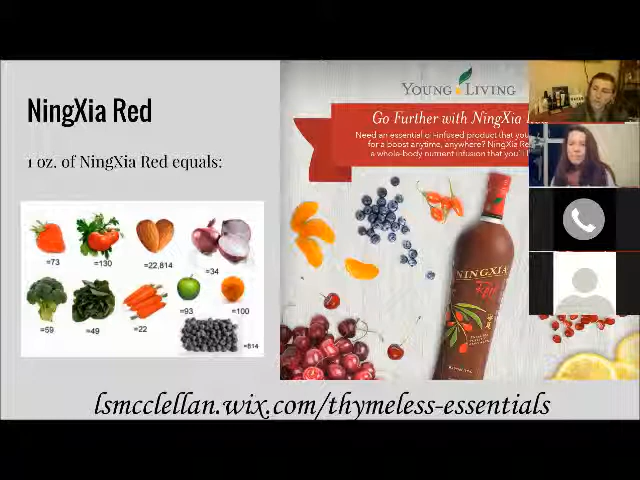 NingXia Red
1 oz. of NingXia Red equals:
=73
=130
=22,814
=34
=59
=49
=22
=93
=100
=814
YOUNG LIVING
Go Further with NingXia
Need an essential oil-infused product that you
for a boost anytime, anywhere? NingXia Re
a whole-body nutrient infusion that you'll
NINGXIA
Red
lsmcclellan.wix.com/thymeless-essentials